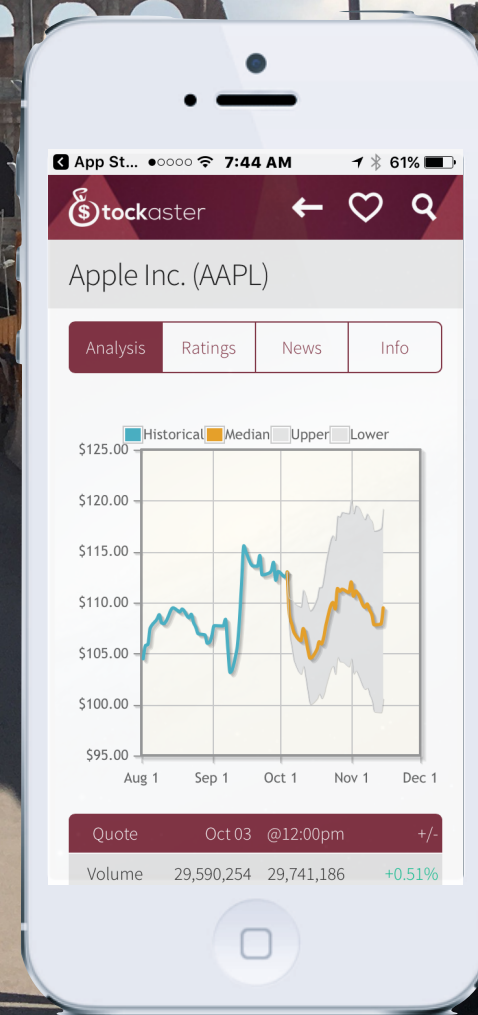 App St... 7:44 AM 61%
Stockaster
Apple Inc. (AAPL)
Analysis Ratings News Info
Historical Median Upper Lower
$125.00
$120.00
$115.00
$110.00
$105.00
$100.00
$95.00
Aug 1 Sep 1 Oct 1 Nov 1 Dec 1
Quote Oct 03 @12:00pm +/-
Volume 29,590,254 29,741,186 +0.51%